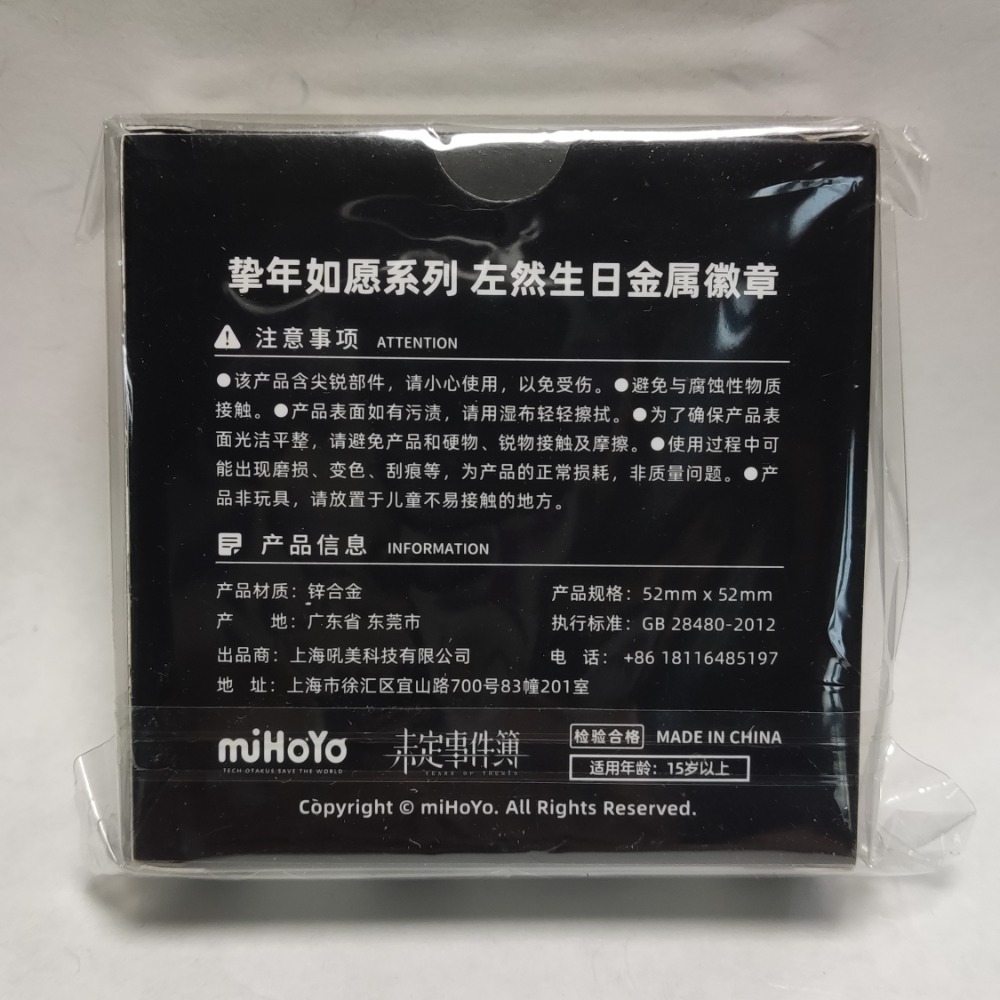 挚年如愿系列 左然生日金属徽章
注意事项 ATTENTION
●该产品含尖锐部件，请小心使用，以免受伤。●避免与腐蚀性物质
接触。●产品表面如有污渍，请用湿布轻轻擦拭。●为了确保产品表
面光洁平整，请避免产品和硬物、锐物接触及摩擦。●使用过程中可
能出现磨损、变色、刮痕等，为产品的正常损耗，非质量问题。●产
品非玩具，请放置于儿童不易接触的地方。
产品信息 INFORMATION
产品材质：锌合金 产品规格：52mm x 52mm
产 地：广东省 东莞市 执行标准：GB 28480-2012
出品商：上海吼美科技有限公司 电 话：+86 18116485197
地 址：上海市徐汇区宜山路700号83幢201室
miHoYo 未定事件簿 检验合格 MADE IN CHINA
TECH OTAKUS SAVE THE WORLD TEARS OF THEMIS 适用年龄：15岁以上
Copyright © miHoYo. All Rights Reserved.